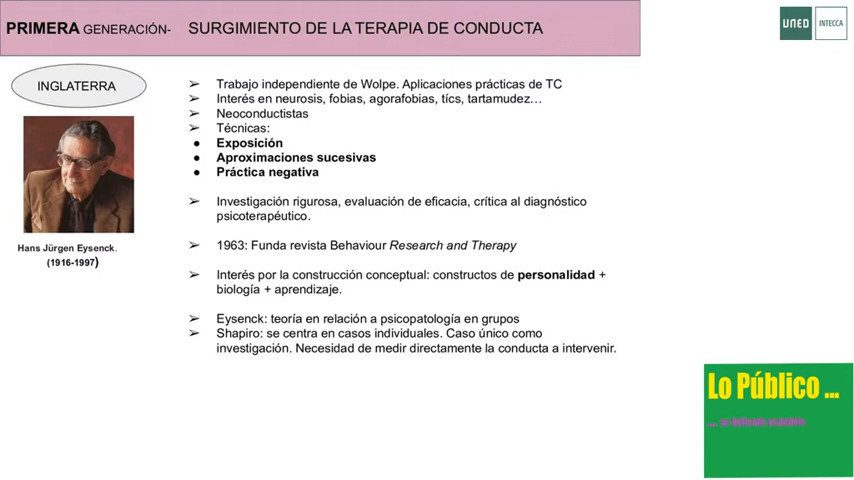 PRIMERA GENERACIÓN- SURGIMIENTO DE LA TERAPIA DE CONDUCTA
UNED INTECCA
INGLATERRA
➢ Trabajo independiente de Wolpe. Aplicaciones prácticas de TC
➢ Interés en neurosis, fobias, agorafobias, tícs, tartamudez…
➢ Neoconductistas
➢ Técnicas:
● Exposición
● Aproximaciones sucesivas
● Práctica negativa
➢ Investigación rigurosa, evaluación de eficacia, crítica al diagnóstico
psicoterapéutico.
➢ 1963: Funda revista Behaviour Research and Therapy
➢ Interés por la construcción conceptual: constructos de personalidad +
biología + aprendizaje.
➢ Eysenck: teoría en relación a psicopatología en grupos
➢ Shapiro: se centra en casos individuales. Caso único como
investigación. Necesidad de medir directamente la conducta a intervenir.
Hans Jürgen Eysenck.
(1916-1997)
Lo Público ...